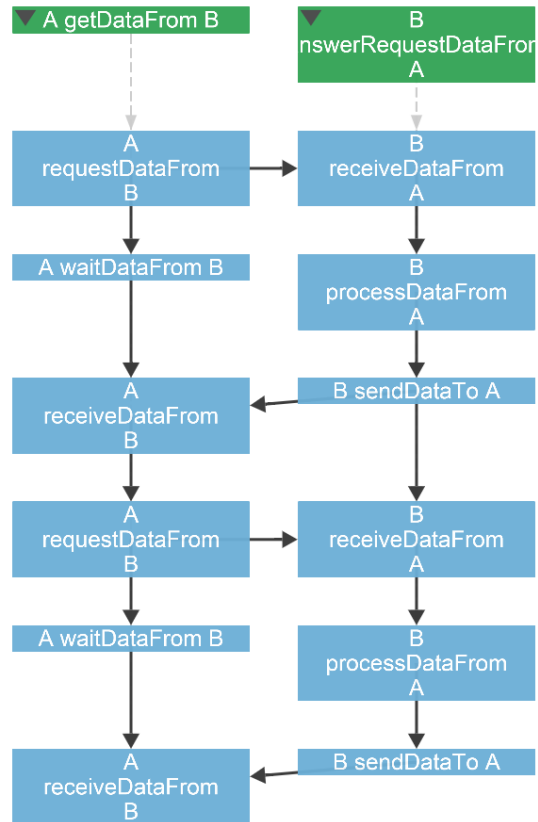 A getDataFrom B
B
nswerRequestDataFron
A
A
requestDataFrom
B
B
receiveDataFrom
A
A waitDataFrom B
B
processDataFrom
A
A
receiveDataFrom
B
B sendDataTo A
A
requestDataFrom
B
B
receiveDataFrom
A
A waitDataFrom B
B
processDataFrom
A
A
receiveDataFrom
B
B sendDataTo A